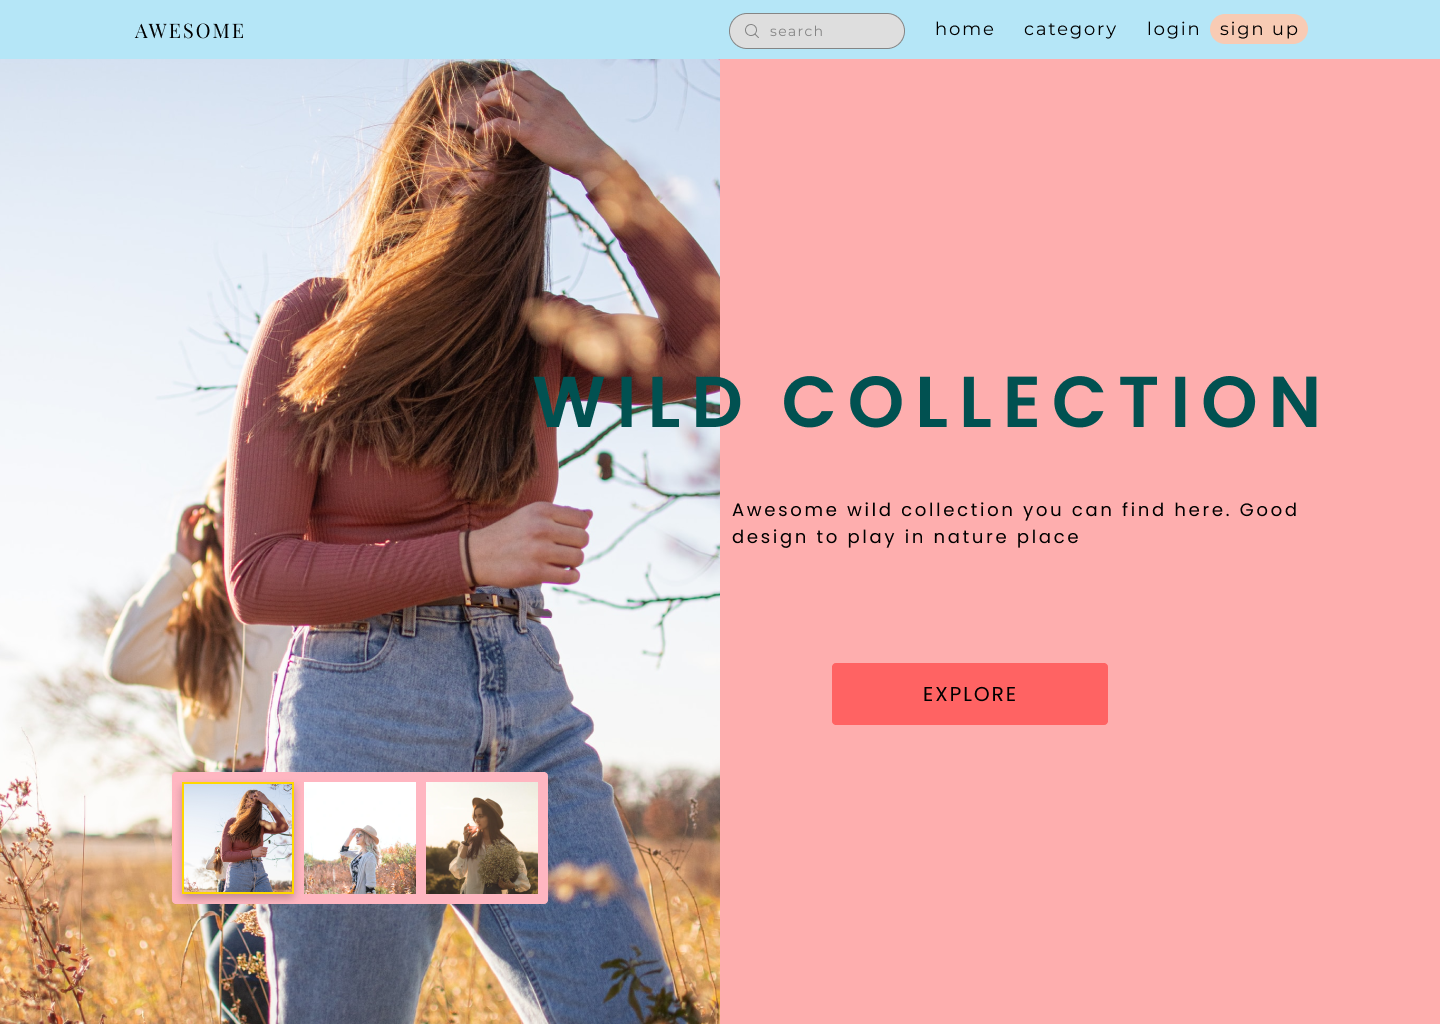 AWESOME
search
home
category
login
sign up
WILD COLLECTION
Awesome wild collection you can find here. Good
design to play in nature place
EXPLORE